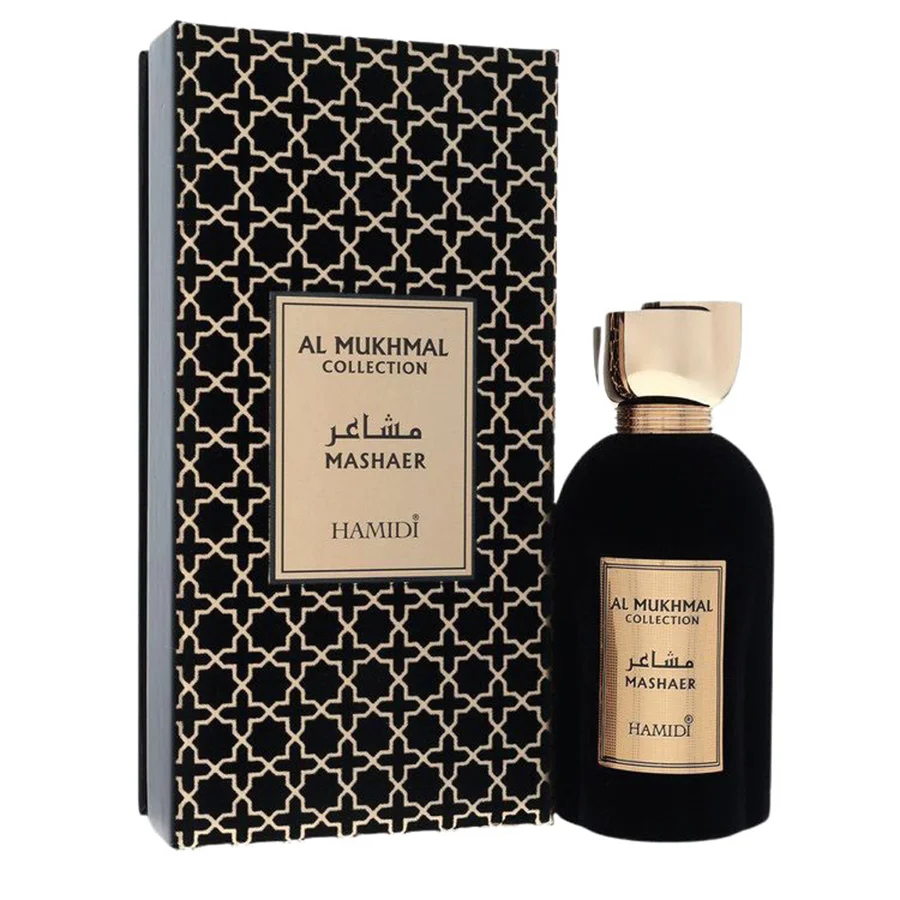 AL MUKHMAL
COLLECTION
مشاعر
MASHAER
HAMIDI®
AL MUKHMAL
COLLECTION
مشاعر
MASHAER
HAMIDI®